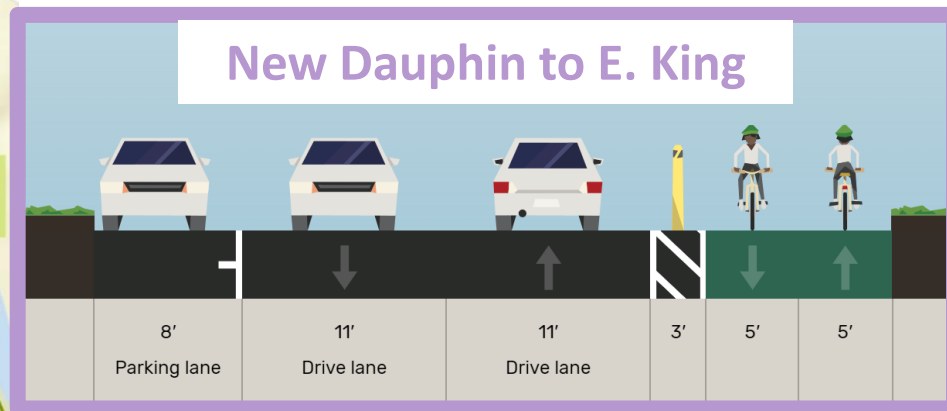 New Dauphin to E. King
8′ 11′ 11′ 3′ 5′ 5′
Parking lane Drive lane Drive lane